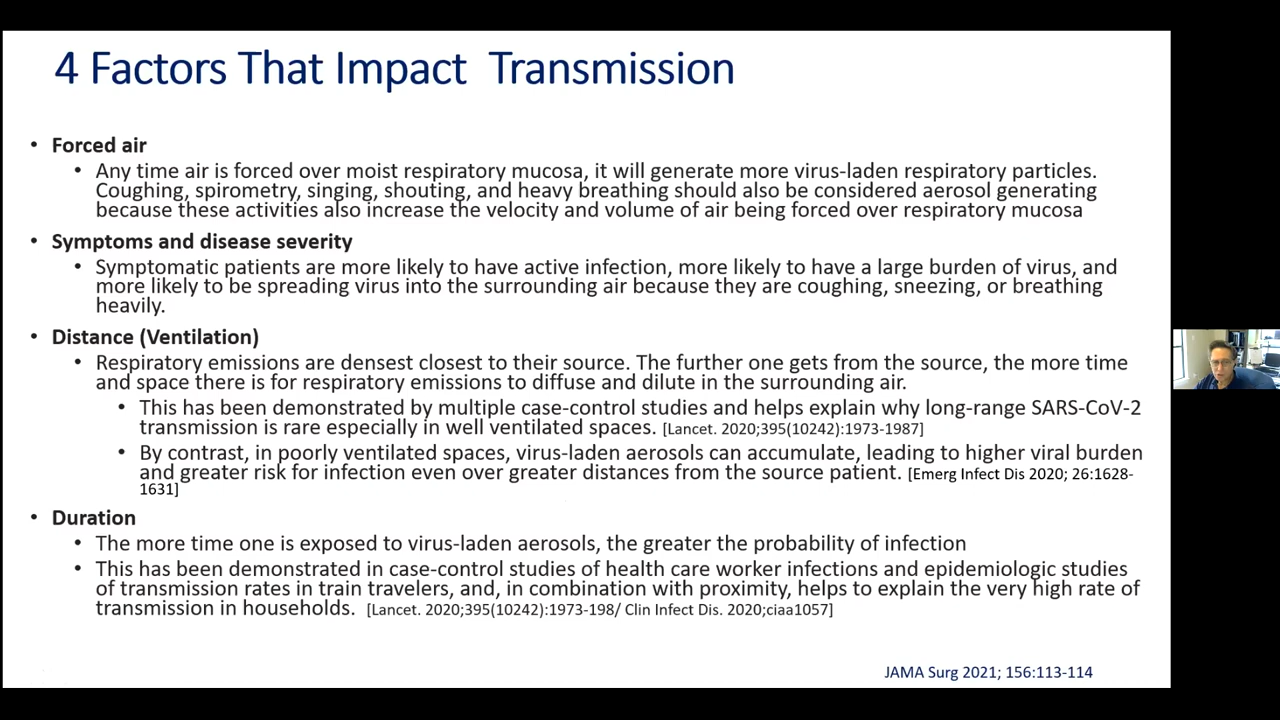 4 Factors That Impact  Transmission
• Forced air
• Any time air is forced over moist respiratory mucosa, it will generate more virus-laden respiratory particles.
Coughing, spirometry, singing, shouting, and heavy breathing should also be considered aerosol generating
because these activities also increase the velocity and volume of air being forced over respiratory mucosa
• Symptoms and disease severity
• Symptomatic patients are more likely to have active infection, more likely to have a large burden of virus, and
more likely to be spreading virus into the surrounding air because they are coughing, sneezing, or breathing
heavily.
• Distance (Ventilation)
• Respiratory emissions are densest closest to their source. The further one gets from the source, the more time
and space there is for respiratory emissions to diffuse and dilute in the surrounding air.
• This has been demonstrated by multiple case-control studies and helps explain why long-range SARS-CoV-2
transmission is rare especially in well ventilated spaces. [Lancet. 2020;395(10242):1973-1987]
• By contrast, in poorly ventilated spaces, virus-laden aerosols can accumulate, leading to higher viral burden
and greater risk for infection even over greater distances from the source patient. [Emerg Infect Dis 2020; 26:1628-
1631]
• Duration
• The more time one is exposed to virus-laden aerosols, the greater the probability of infection
• This has been demonstrated in case-control studies of health care worker infections and epidemiologic studies
of transmission rates in train travelers, and, in combination with proximity, helps to explain the very high rate of
transmission in households. [Lancet. 2020;395(10242):1973-198/ Clin Infect Dis. 2020;ciaa1057]
JAMA Surg 2021; 156:113-114